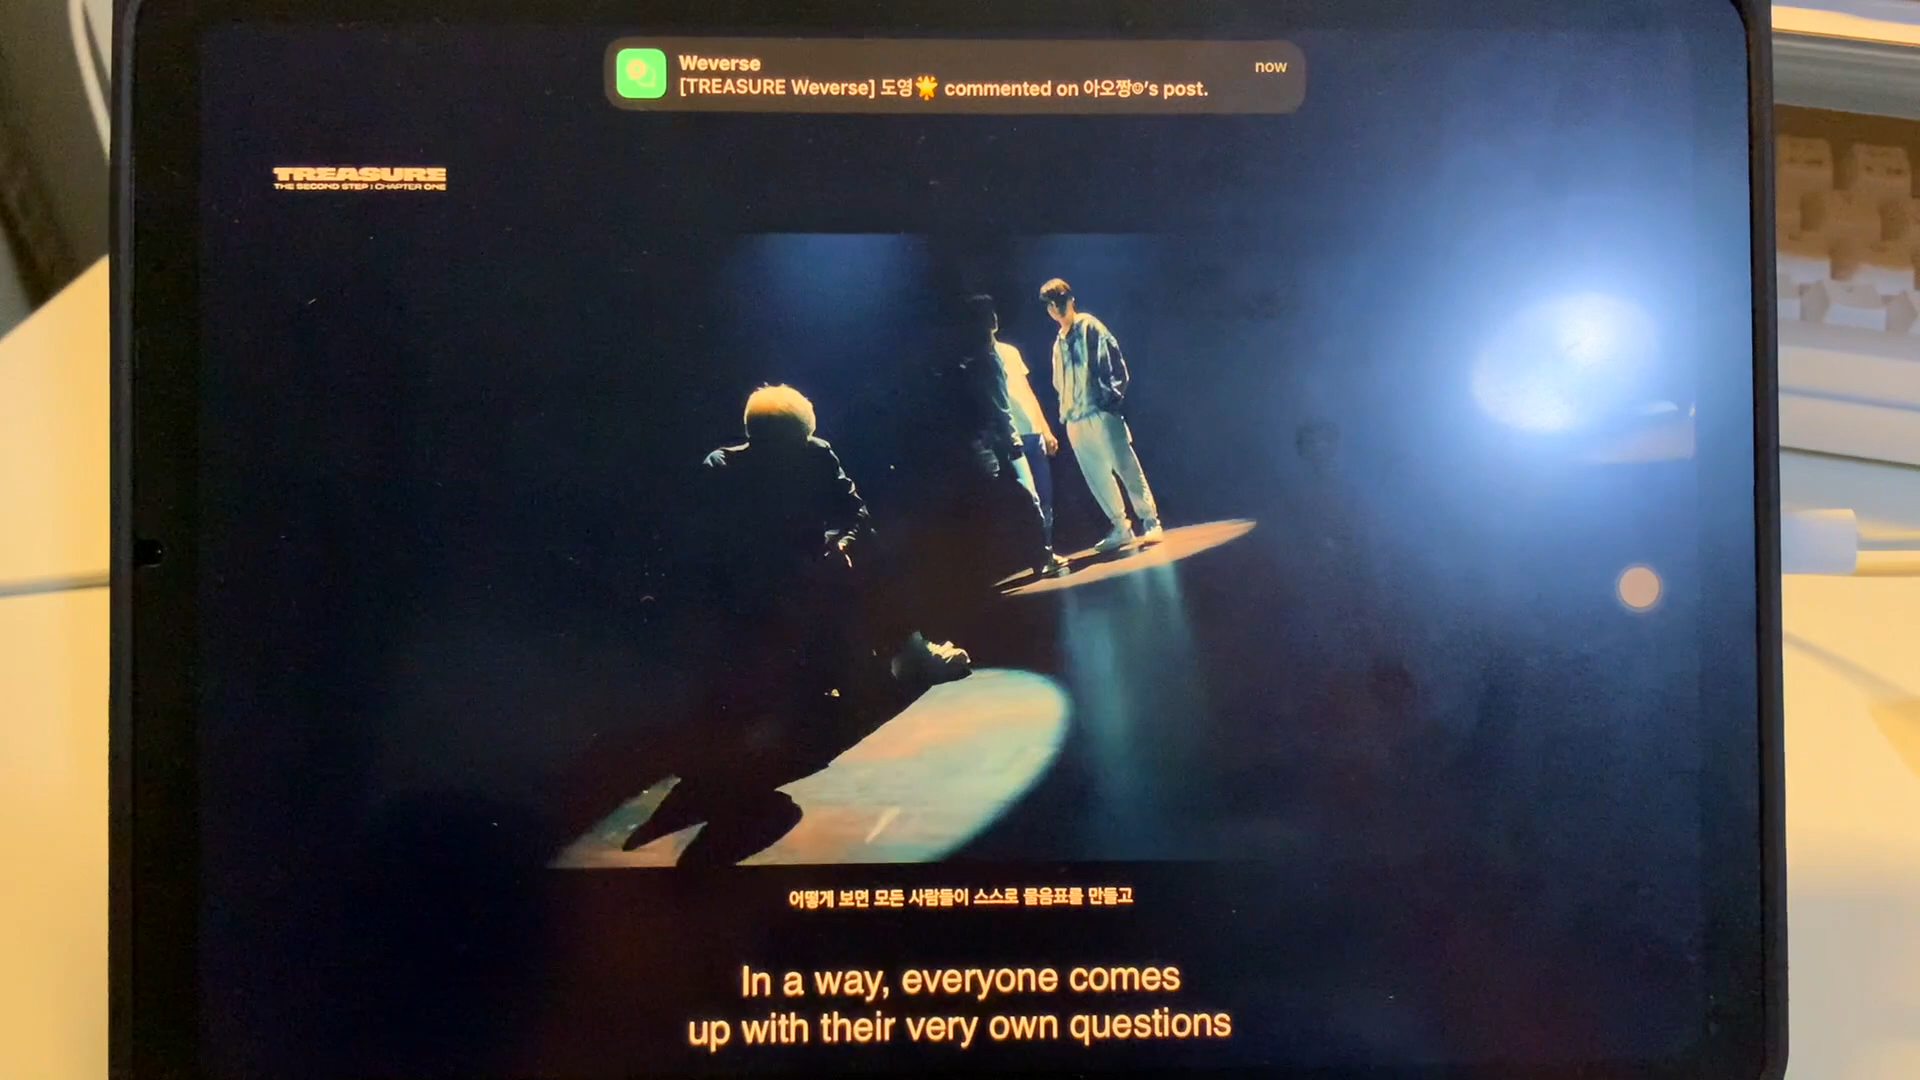 Weverse
now
[TREASURE Weverse] 도영🌟 commented on 아오짱☺'s post.
TREASURE
THE SECOND STEP : CHAPTER ONE
어떻게 보면 모든 사람들이 스스로 물음표를 만들고
In a way, everyone comes
up with their very own questions